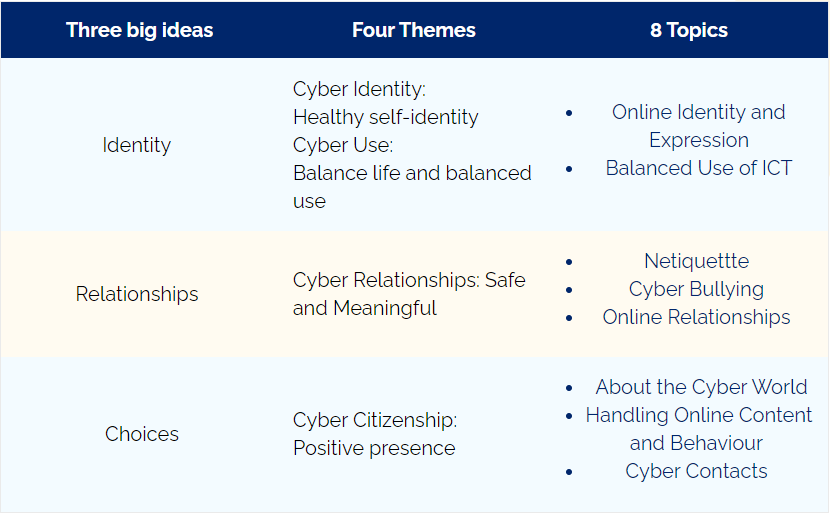 Three big ideas
Four Themes
8 Topics
Identity
Cyber Identity:
Healthy self-identity
Cyber Use:
Balance life and balanced
use
• Online Identity and
Expression
• Balanced Use of ICT
Relationships
Cyber Relationships: Safe
and Meaningful
• Netiquettte
• Cyber Bullying
• Online Relationships
Choices
Cyber Citizenship:
Positive presence
• About the Cyber World
• Handling Online Content
and Behaviour
• Cyber Contacts